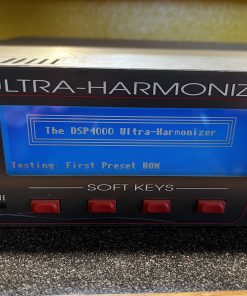 ULTRA-HARMONIZ
The DSP4000 Ultra-Harmonizer
Testing: First Preset ROM
SOFT KEYS